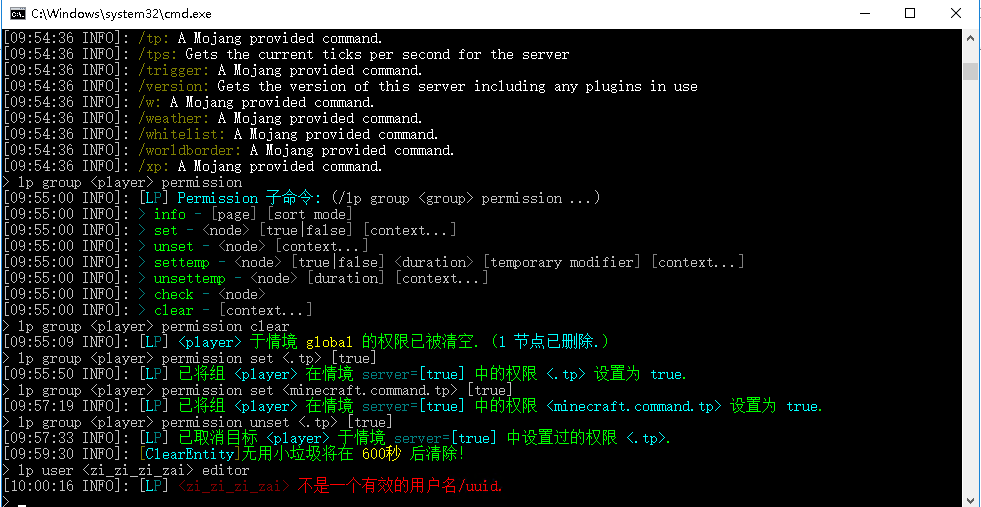 C:\Windows\system32\cmd.exe
[09:54:36 INFO]: /tp: A Mojang provided command.
[09:54:36 INFO]: /tps: Gets the current ticks per second for the server
[09:54:36 INFO]: /trigger: A Mojang provided command.
[09:54:36 INFO]: /version: Gets the version of this server including any plugins in use
[09:54:36 INFO]: /w: A Mojang provided command.
[09:54:36 INFO]: /weather: A Mojang provided command.
[09:54:36 INFO]: /whitelist: A Mojang provided command.
[09:54:36 INFO]: /worldborder: A Mojang provided command.
[09:54:36 INFO]: /xp: A Mojang provided command.
> lp group <player> permission
[09:55:00 INFO]: [LP] Permission 子命令: (/lp group <group> permission ...)
[09:55:00 INFO]: > info - [page] [sort mode]
[09:55:00 INFO]: > set - <node> [true|false] [context...]
[09:55:00 INFO]: > unset - <node> [context...]
[09:55:00 INFO]: > settemp - <node> [true|false] <duration> [temporary modifier] [context...]
[09:55:00 INFO]: > unsettemp - <node> [duration] [context...]
[09:55:00 INFO]: > check - <node>
[09:55:00 INFO]: > clear - [context...]
> lp group <player> permission clear
[09:55:09 INFO]: [LP] <player> 于情境 global 的权限已被清空. (1 节点已删除.)
> lp group <player> permission set <.tp> [true]
[09:55:50 INFO]: [LP] 已将组 <player> 在情境 server=[true] 中的权限 <.tp> 设置为 true.
> lp group <player> permission set <minecraft.command.tp> [true]
[09:57:19 INFO]: [LP] 已将组 <player> 在情境 server=[true] 中的权限 <minecraft.command.tp> 设置为 true.
> lp group <player> permission unset <.tp> [true]
[09:57:33 INFO]: [LP] 已取消目标 <player> 于情境 server=[true] 中设置过的权限 <.tp>.
[09:59:30 INFO]: [ClearEntity]无用小垃圾将在 600秒 后清除!
> lp user <zi_zi_zi_zai> editor
[10:00:16 INFO]: [LP] <zi_zi_zi_zai> 不是一个有效的用户名/uuid.
>